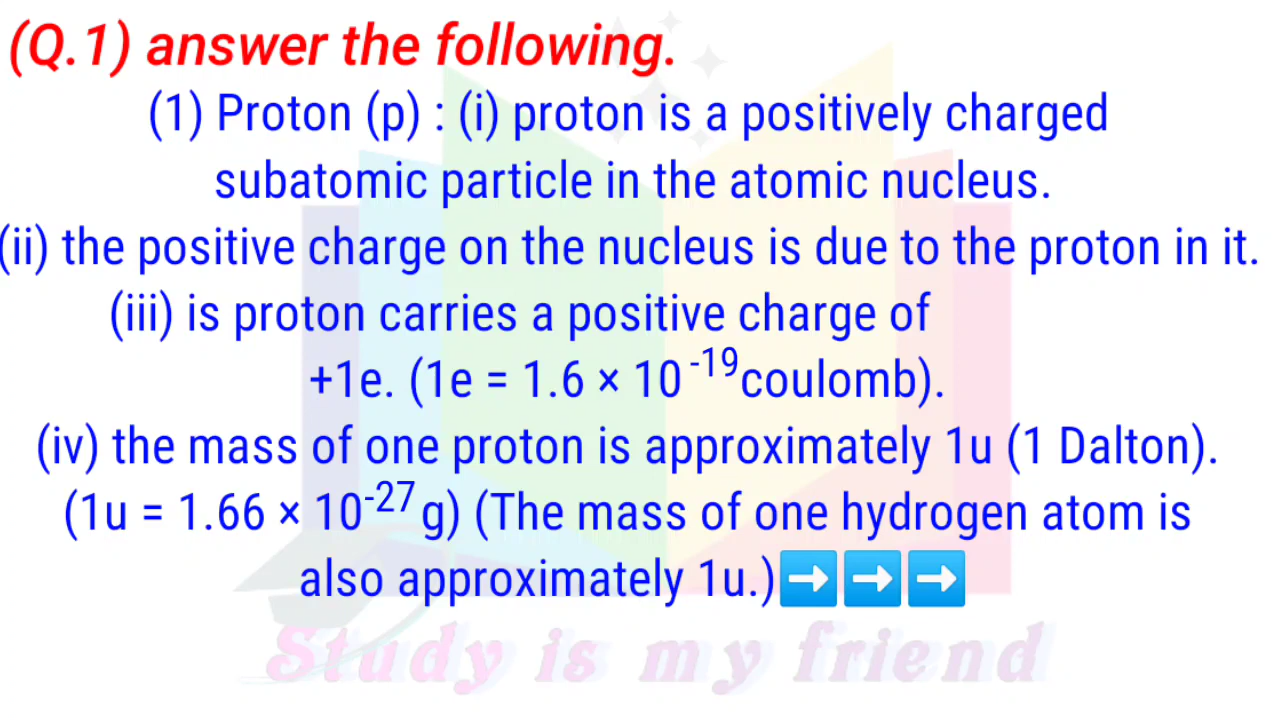 (Q.1) answer the following.
(1) Proton (p) : (i) proton is a positively charged
subatomic particle in the atomic nucleus.
(ii) the positive charge on the nucleus is due to the proton in it.
(iii) is proton carries a positive charge of
+1e. (1e = 1.6 × 10⁻¹⁹coulomb).
(iv) the mass of one proton is approximately 1u (1 Dalton).
(1u = 1.66 × 10⁻²⁷ g) (The mass of one hydrogen atom is
also approximately 1u.)➡️➡️➡️
Study is my friend